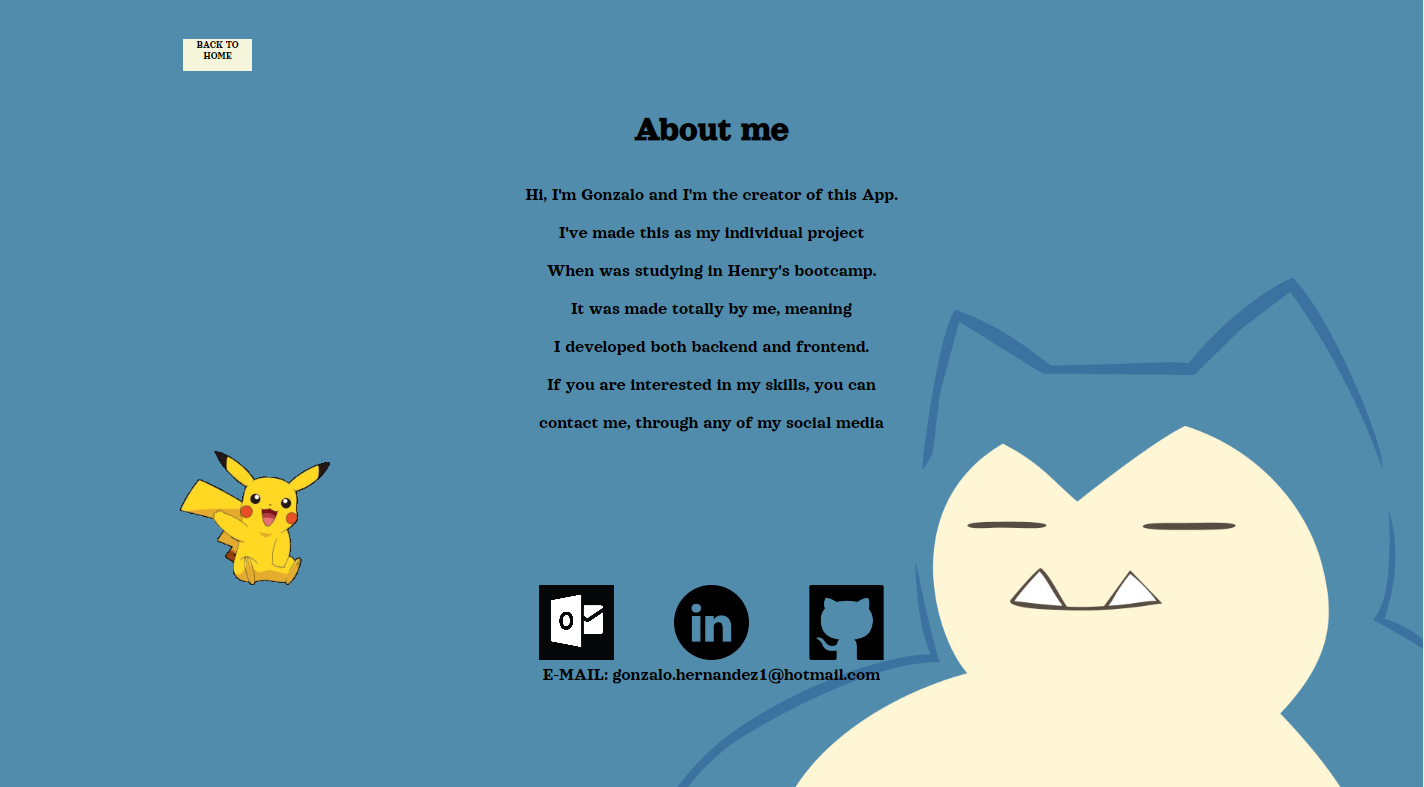 BACK TO
HOME
About me
Hi, I'm Gonzalo and I'm the creator of this App.
I've made this as my individual project
When was studying in Henry's bootcamp.
It was made totally by me, meaning
I developed both backend and frontend.
If you are interested in my skills, you can
contact me, through any of my social media
O
in
E-MAIL: gonzalo.hernandez1@hotmail.com